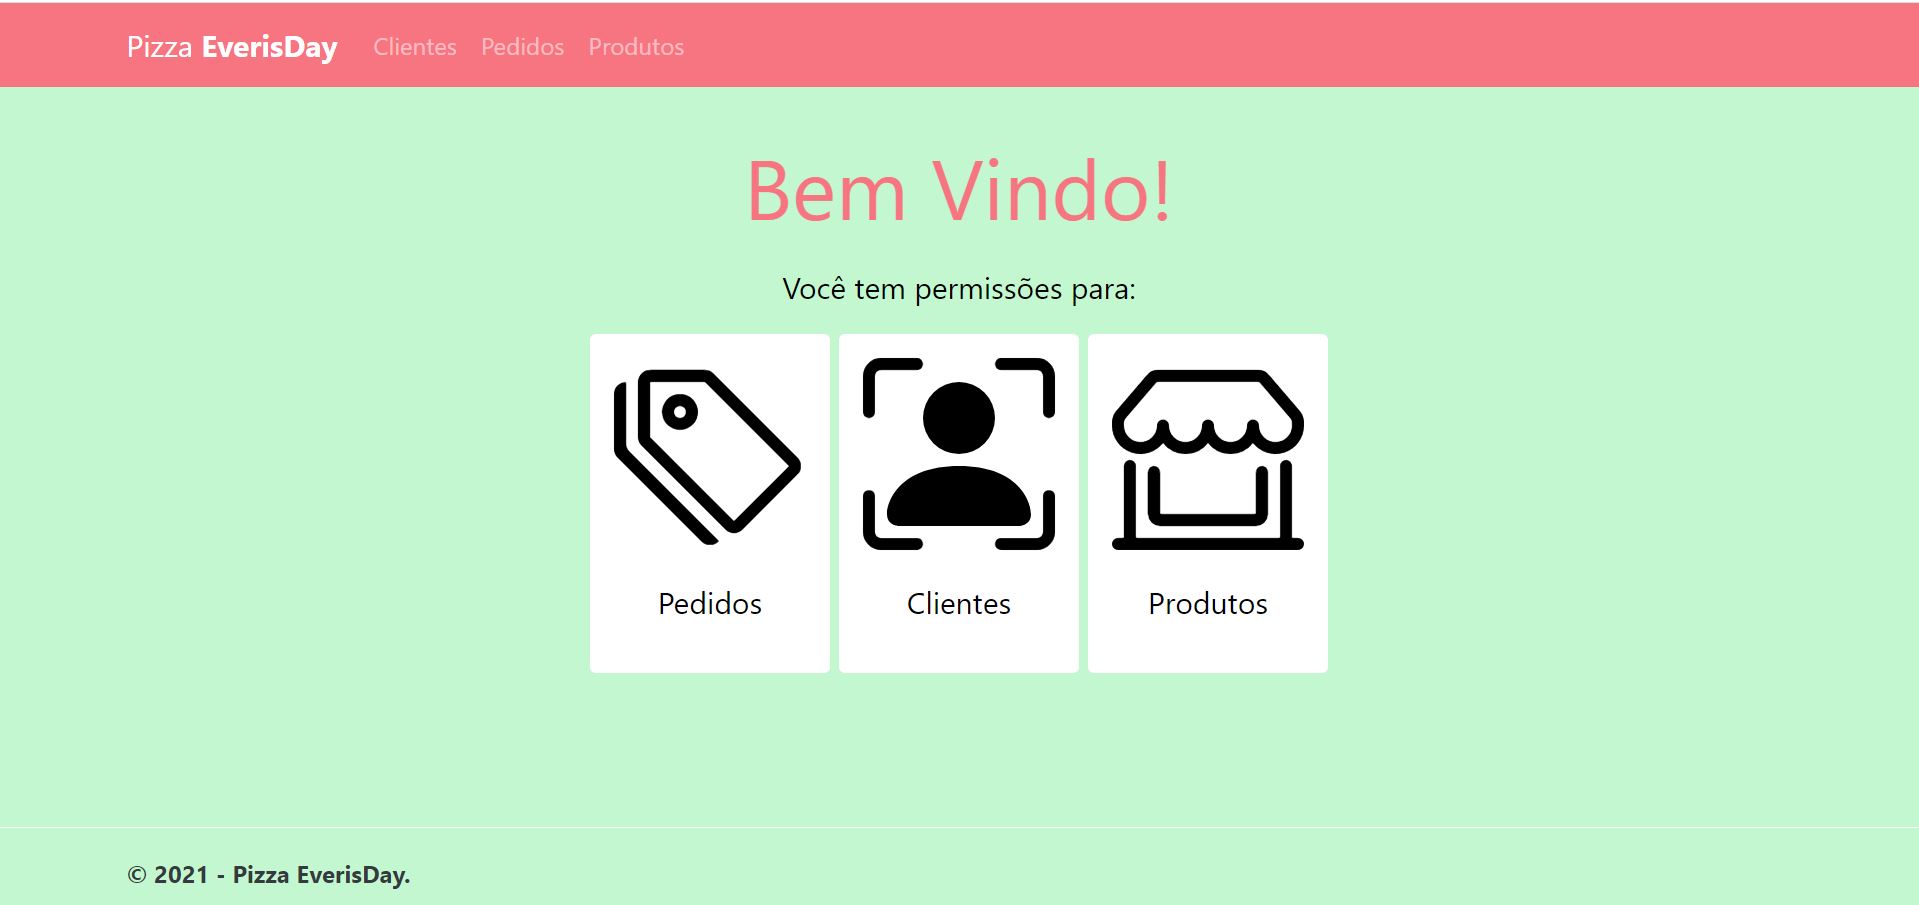 Pizza EverisDay Clientes Pedidos Produtos
Bem Vindo!
Você tem permissões para:
Pedidos Clientes Produtos
© 2021 - Pizza EverisDay.